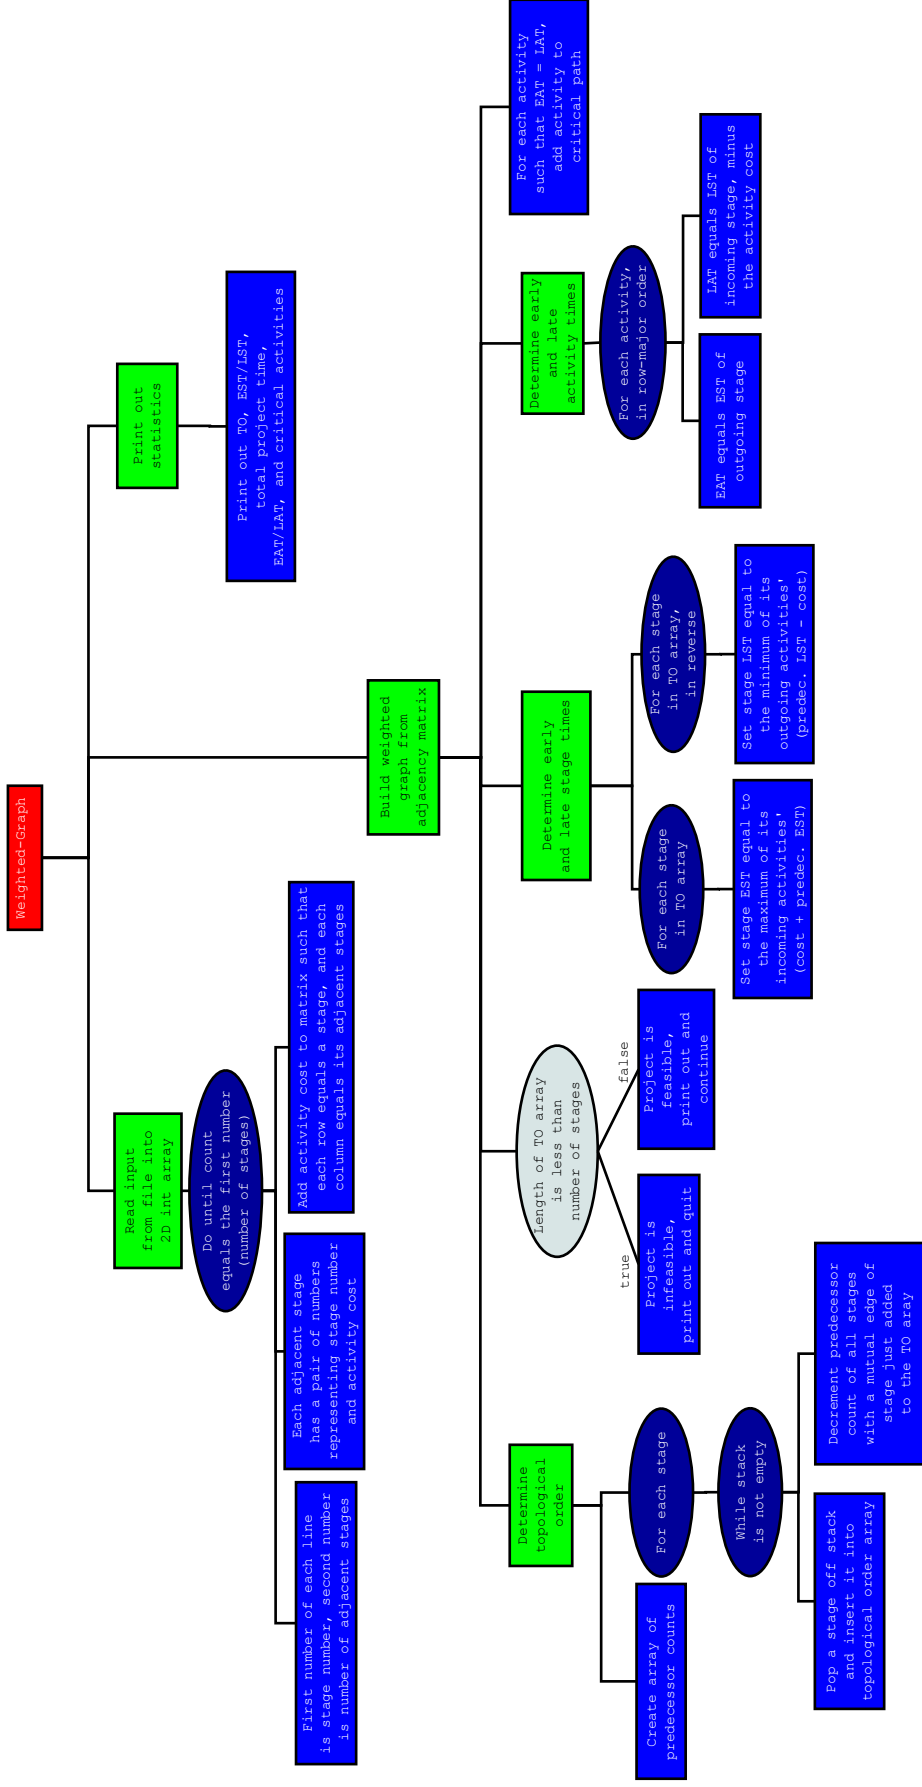 Weighted-Graph
Read input
from file into
2D int array
Do until count
equals the first number
(number of stages)
First number of each line
is stage number, second number
is number of adjacent stages
Each adjacent stage
has a pair of numbers
representing stage number
and activity cost
Add activity cost to matrix such that
each row equals a stage, and each
column equals its adjacent stages
Build weighted
graph from
adjacency matrix
Print out
statistics
Print out TO, EST/LST,
total project time,
EAT/LAT, and critical activities
Determine
topological
order
Create array of
predecessor counts
For each stage
While stack
is not empty
Pop a stage off stack
and insert it into
topological order array
Decrement predecessor
count of all stages
with a mutual edge of
stage just added
to the TO aray
Length of TO array
is less than
number of stages
true
false
Project is
infeasible,
print out and quit
Project is
feasible,
print out and
continue
Determine early
and late stage times
For each stage
in TO array
Set stage EST equal to
the maximum of its
incoming activities'
(cost + predec. EST)
For each stage
in TO array,
in reverse
Set stage LST equal to
the minimum of its
outgoing activities'
(predec. LST - cost)
Determine early
and late
activity times
For each activity,
in row-major order
EAT equals EST of
outgoing stage
LAT equals LST of
incoming stage, minus
the activity cost
For each activity
such that EAT = LAT,
add activity to
critical path